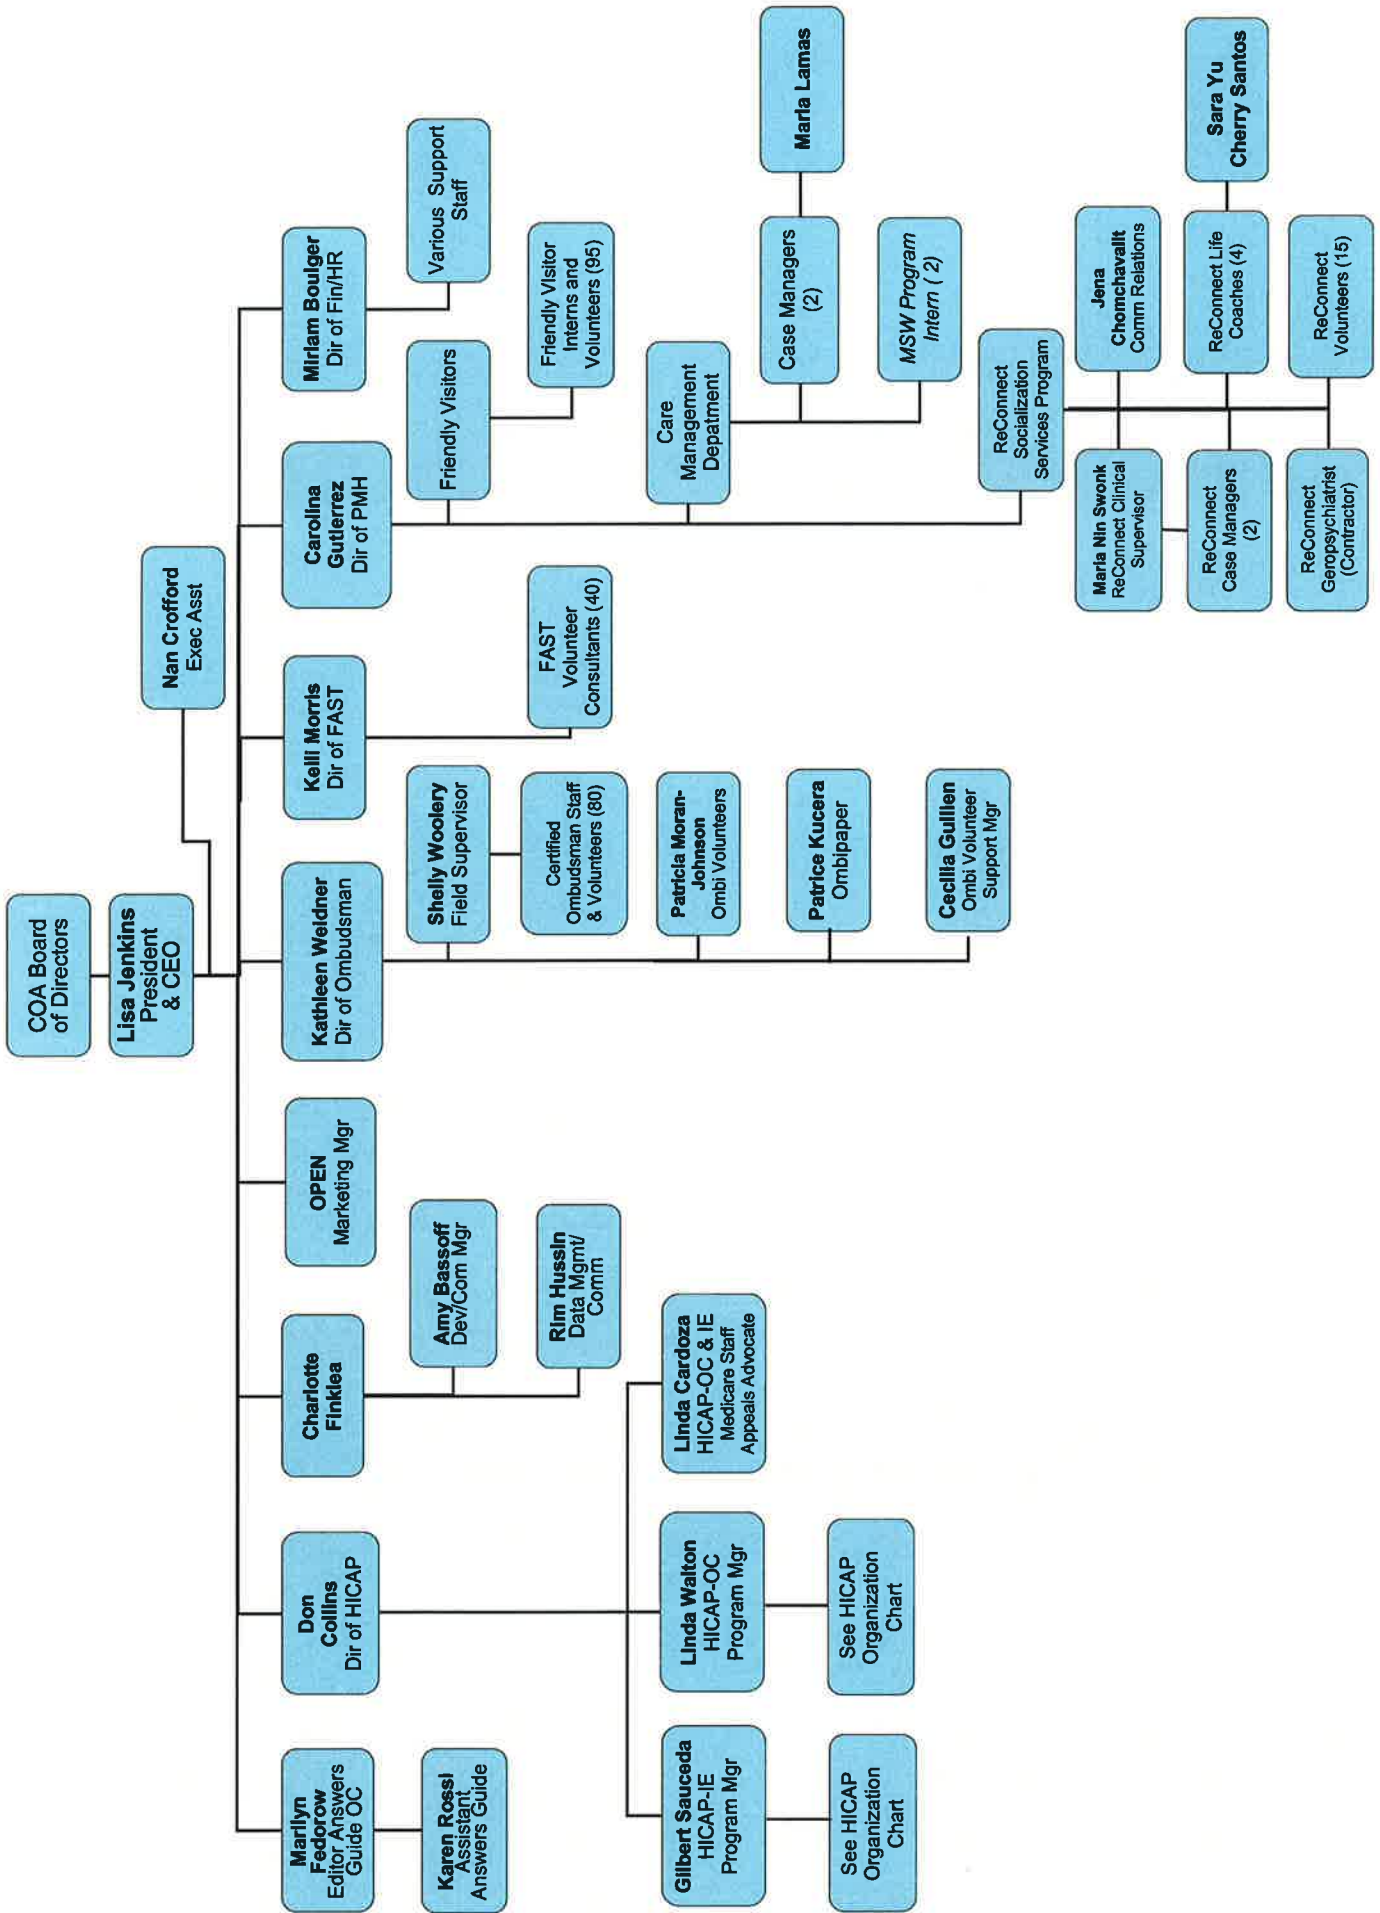 COA Board
of Directors
Lisa Jenkins
President
& CEO
Nan Crofford
Exec Asst
Marilyn
Fedorow
Editor Answers
Guide OC
Karen Rossi
Assistant
Answers Guide
Don
Collins
Dir of HICAP
Gilbert Sauceda
HICAP-IE
Program Mgr
See HICAP
Organization
Chart
Linda Walton
HICAP-OC
Program Mgr
See HICAP
Organization
Chart
Linda Cardoza
HICAP-OC & IE
Medicare Staff
Appeals Advocate
Charlotte
Finklea
Amy Bassoff
Dev/Com Mgr
Rim Hussin
Data Mgmt/
Comm
OPEN
Marketing Mgr
Kathleen Weidner
Dir of Ombudsman
Shelly Woolery
Field Supervisor
Certified
Ombudsman Staff
& Volunteers (80)
Patricia Moran-
Johnson
Ombi Volunteers
Patrice Kucera
Ombipaper
Cecilia Gullien
Ombi Volunteer
Support Mgr
Kelli Morris
Dir of FAST
FAST
Volunteer
Consultants (40)
Carolina
Gutierrez
Dir of PMH
Friendly Visitors
Friendly Visitor
Interns and
Volunteers (95)
Care
Management
Depatment
Case Managers
(2)
Maria Lamas
MSW Program
Intern ( 2)
ReConnect
Socialization
Services Program
Maria Nin Swonk
ReConnect Clinical
Supervisor
Jena
Chomchavalit
Comm Relations
ReConnect
Case Managers
(2)
ReConnect Life
Coaches (4)
Sara Yu
Cherry Santos
ReConnect
Geropsychiatrist
(Contractor)
ReConnect
Volunteers (15)
Miriam Boulger
Dir of Fin/HR
Various Support
Staff